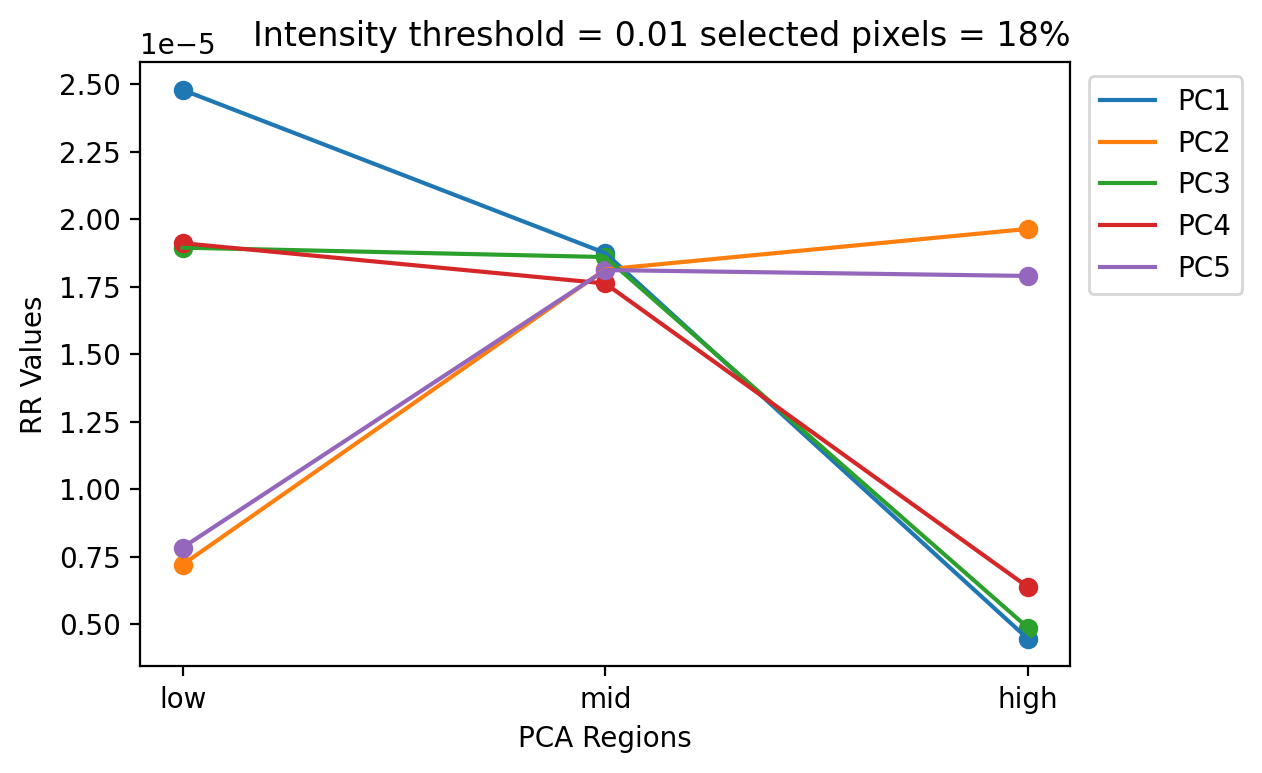 Intensity threshold = 0.01 selected pixels = 18%
1e−5
2.50
2.25
2.00
1.75
1.50
1.25
1.00
0.75
0.50
RR Values
low
mid
high
PCA Regions
PC1
PC2
PC3
PC4
PC5